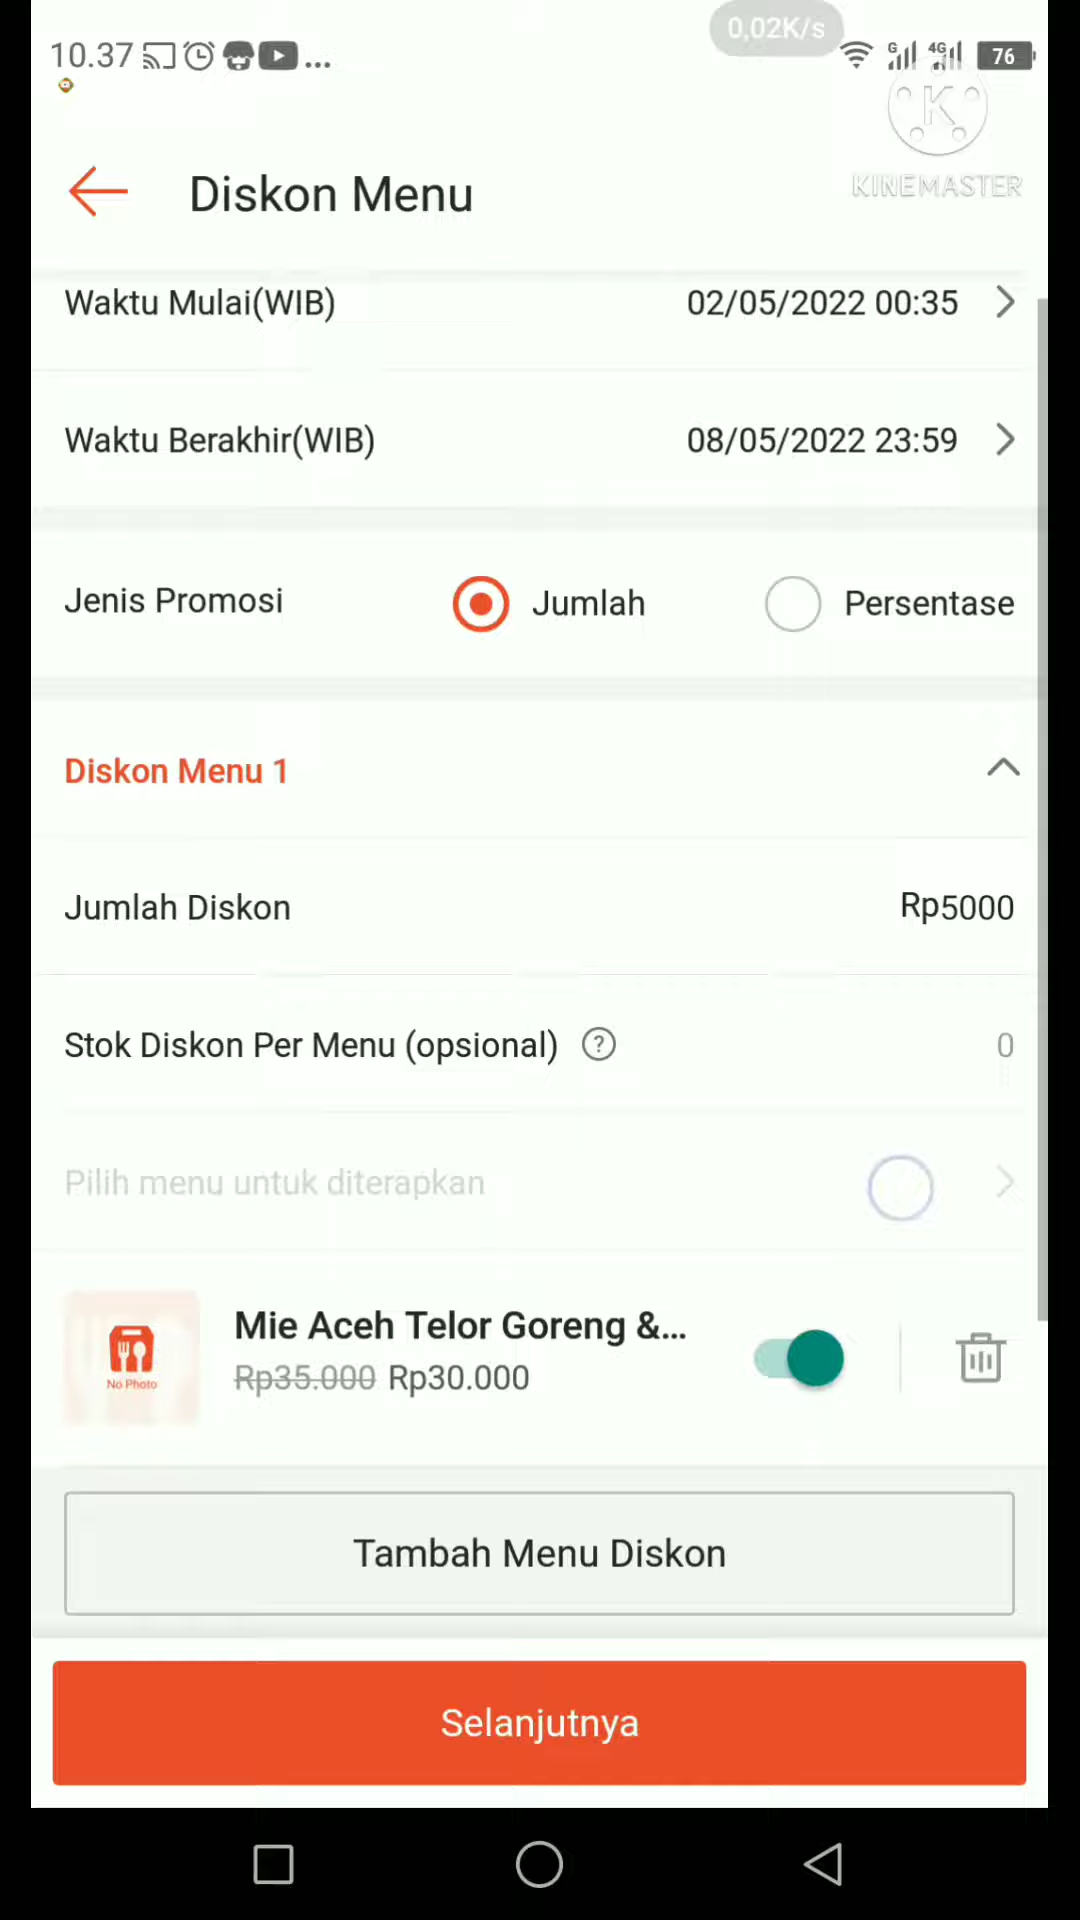 0,02K/s
10.37 ... G 4G 76
KINEMASTER
Diskon Menu
Waktu Mulai(WIB) 02/05/2022 00:35
Waktu Berakhir(WIB) 08/05/2022 23:59
Jenis Promosi Jumlah Persentase
Diskon Menu 1
Jumlah Diskon Rp5000
Stok Diskon Per Menu (opsional) ? 0
Pilih menu untuk diterapkan
No Photo
Mie Aceh Telor Goreng &...
Rp35.000 Rp30.000
Tambah Menu Diskon
Selanjutnya